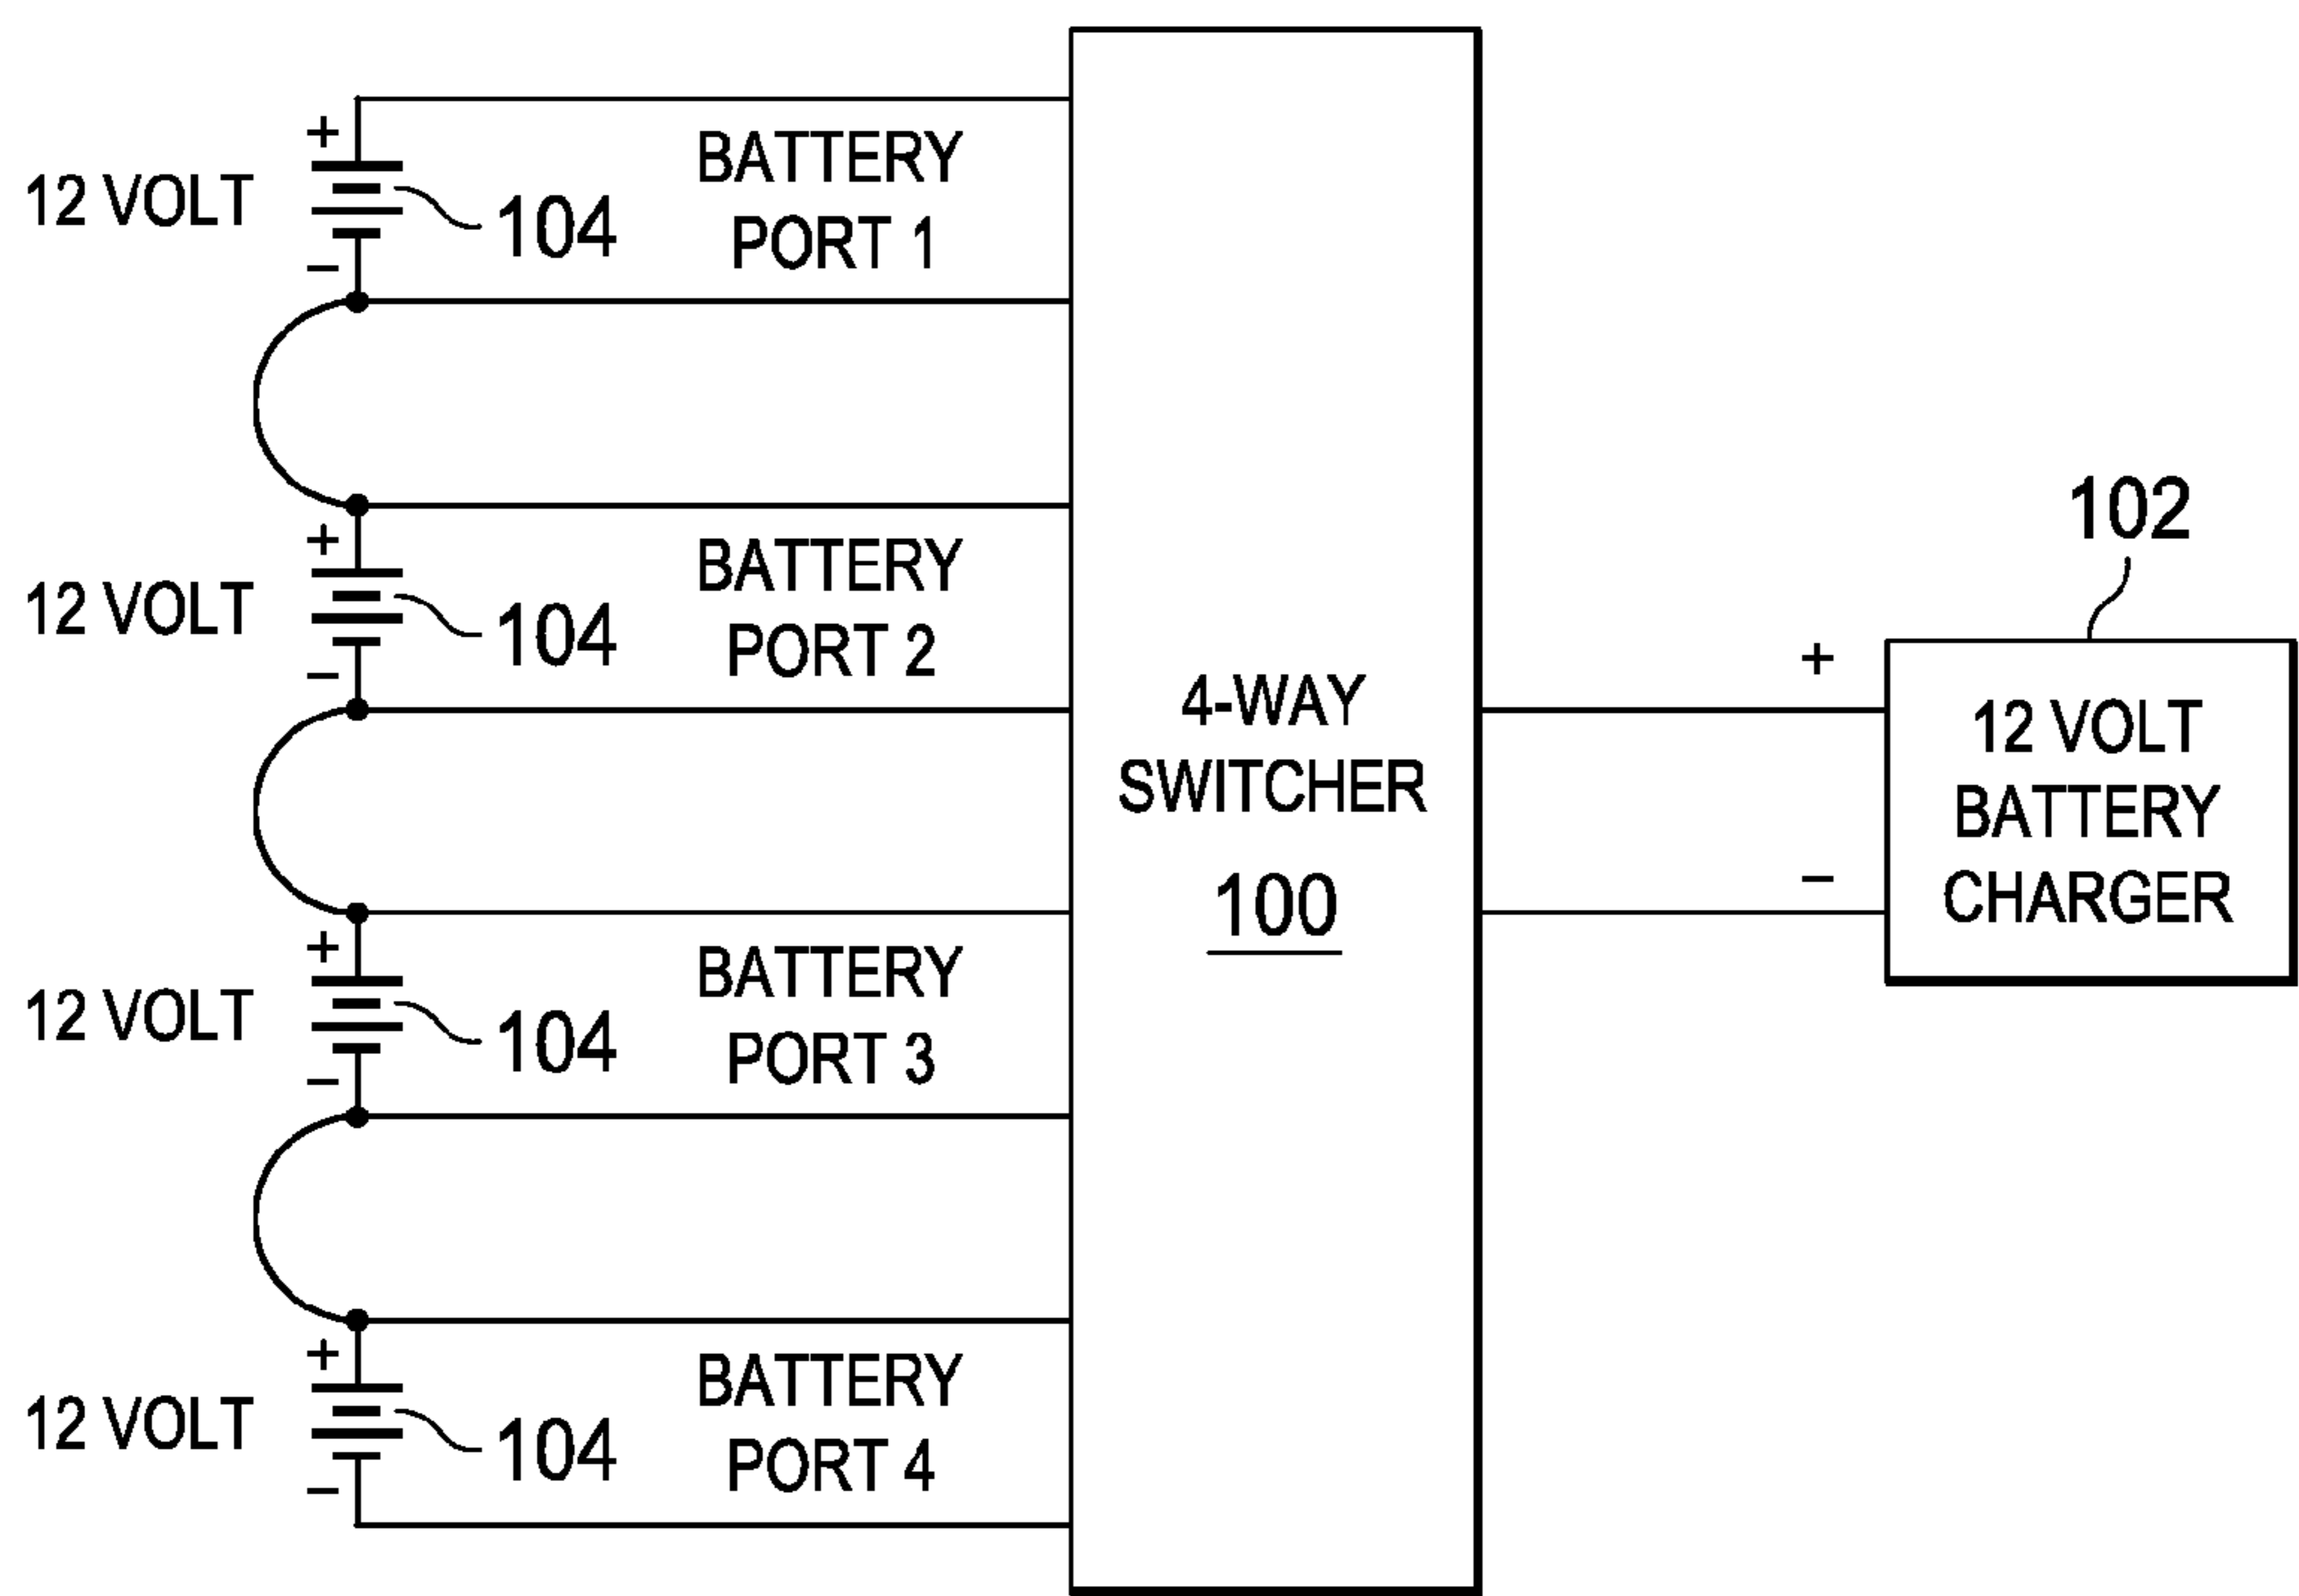 +
12 VOLT
104
−
BATTERY
PORT 1
+
12 VOLT
104
−
BATTERY
PORT 2
+
12 VOLT
104
−
BATTERY
PORT 3
+
12 VOLT
104
−
BATTERY
PORT 4
4-WAY
SWITCHER
100
+
−
102
12 VOLT
BATTERY
CHARGER